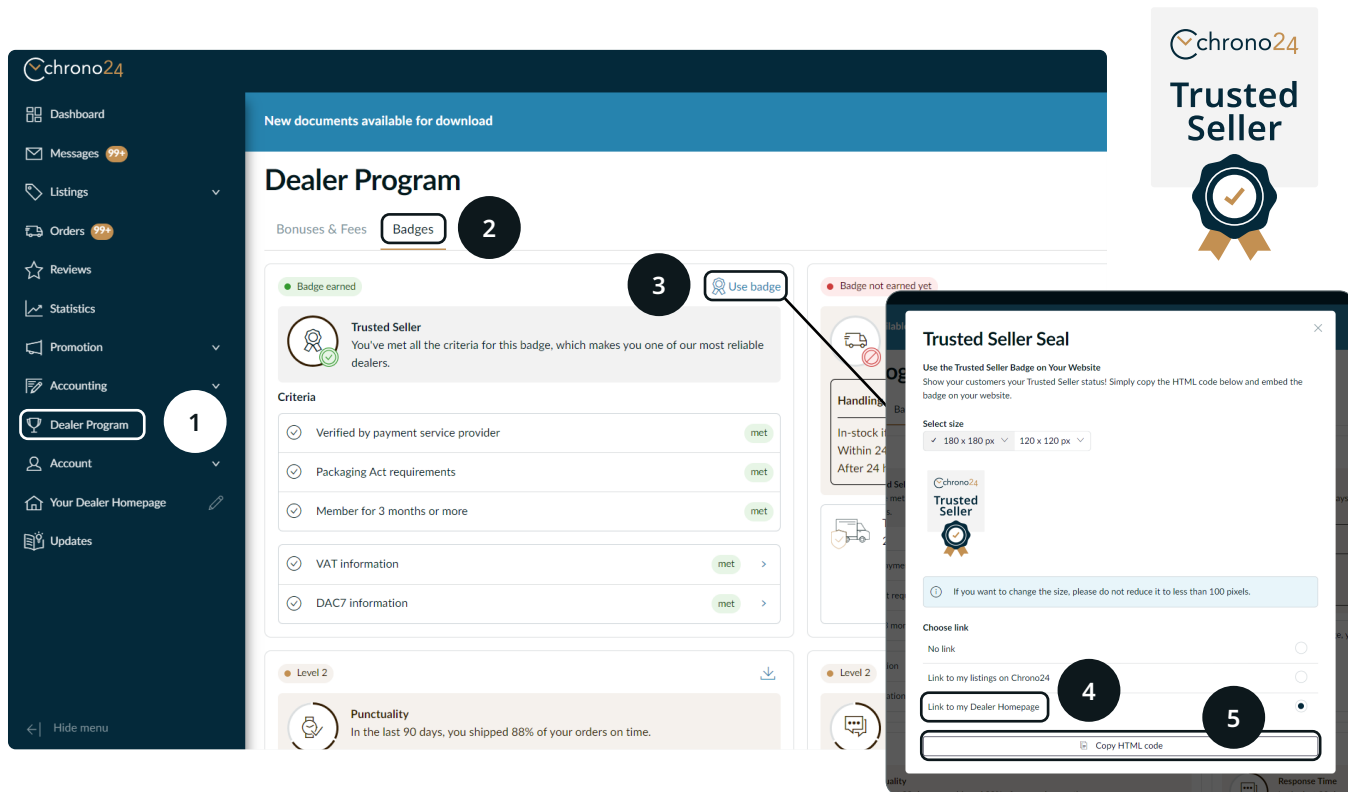 chrono24
Dashboard
Messages 99+
Listings
Orders 99+
Reviews
Statistics
Promotion
Accounting
Dealer Program
1
Account
Your Dealer Homepage
Updates
Hide menu
New documents available for download
Dealer Program
Bonuses & Fees
Badges
2
Badge earned
3
Use badge
Trusted Seller
You've met all the criteria for this badge, which makes you one of our most reliable
dealers.
Criteria
Verified by payment service provider met
Packaging Act requirements met
Member for 3 months or more met
VAT information met
DAC7 information met
Level 2
Punctuality
In the last 90 days, you shipped 88% of your orders on time.
Badge not earned yet
Handling
In-stock
Within 24
After 24
Level 2
chrono24
Trusted
Seller
Trusted Seller Seal
Use the Trusted Seller Badge on Your Website
Show your customers your Trusted Seller status! Simply copy the HTML code below and embed the
badge on your website.
Select size
180 x 180 px 120 x 120 px
chrono24
Trusted
Seller
If you want to change the size, please do not reduce it to less than 100 pixels.
Choose link
No link
Link to my listings on Chrono24
4
Link to my Dealer Homepage
5
Copy HTML code
Response Time